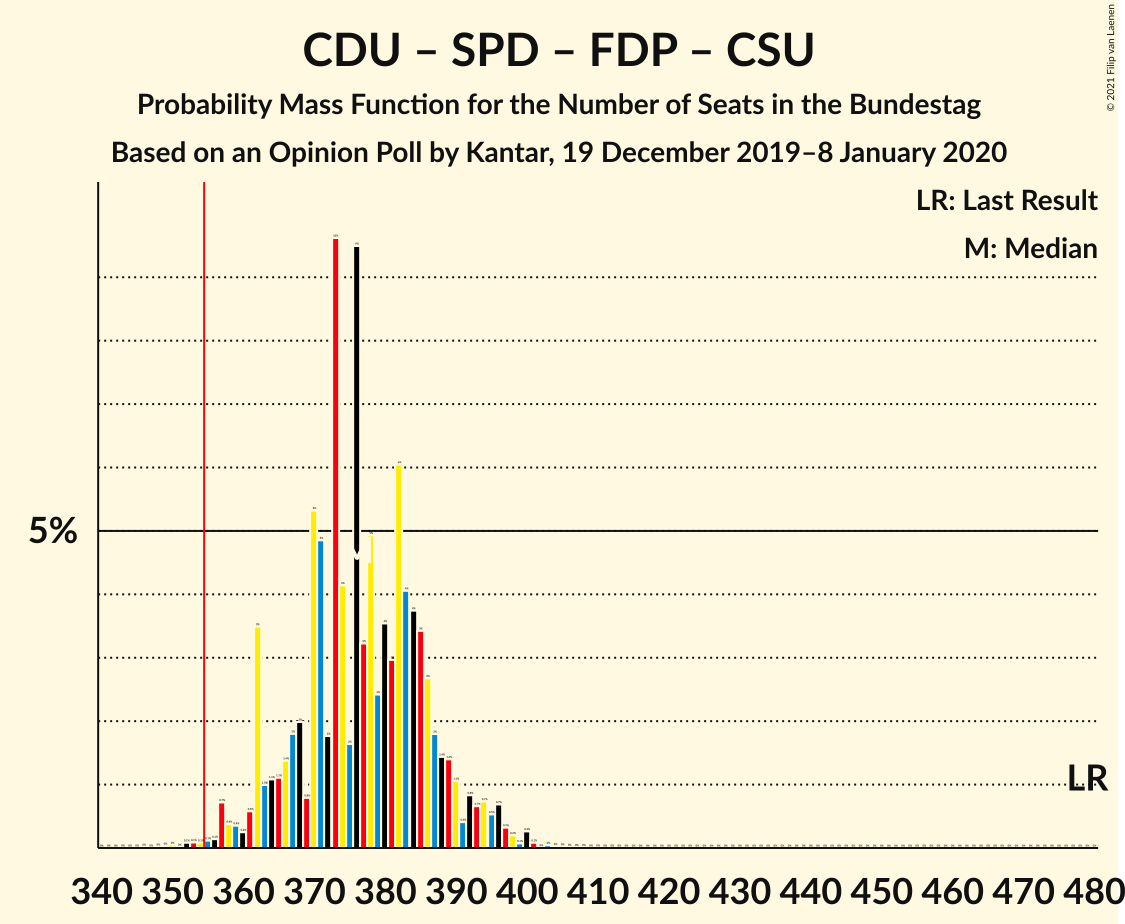 CDU – SPD – FDP – CSU
Probability Mass Function for the Number of Seats in the Bundestag
Based on an Opinion Poll by Kantar, 19 December 2019–8 January 2020
© 2021 Filip van Laenen
LR: Last Result
M: Median
5%
LR
340 350 360 370 380 390 400 410 420 430 440 450 460 470 480